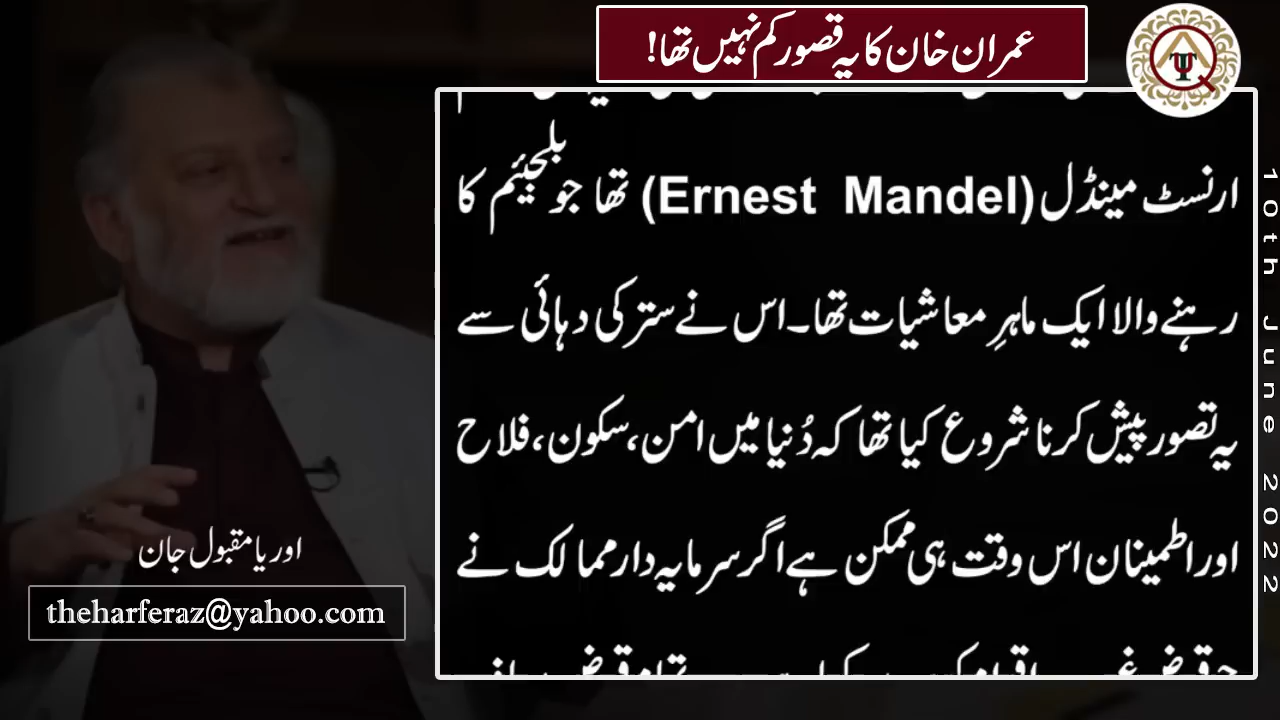 عمران خان کا یہ قصور کم نہیں تھا!
ارنسٹ مینڈل (Ernest Mandel) تھا جو بلجیئم کا
رہنے والا ایک ماہرِ معاشیات تھا۔ اس نے ستر کی دہائی سے
یہ تصور پیش کرنا شروع کیا تھا کہ دُنیا میں امن، سکون، فلاح
اور اطمینان اس وقت ہی ممکن ہے اگر سرمایہ دار ممالک نے
اوریا مقبول جان
theharferaz@yahoo.com
10th June 2022